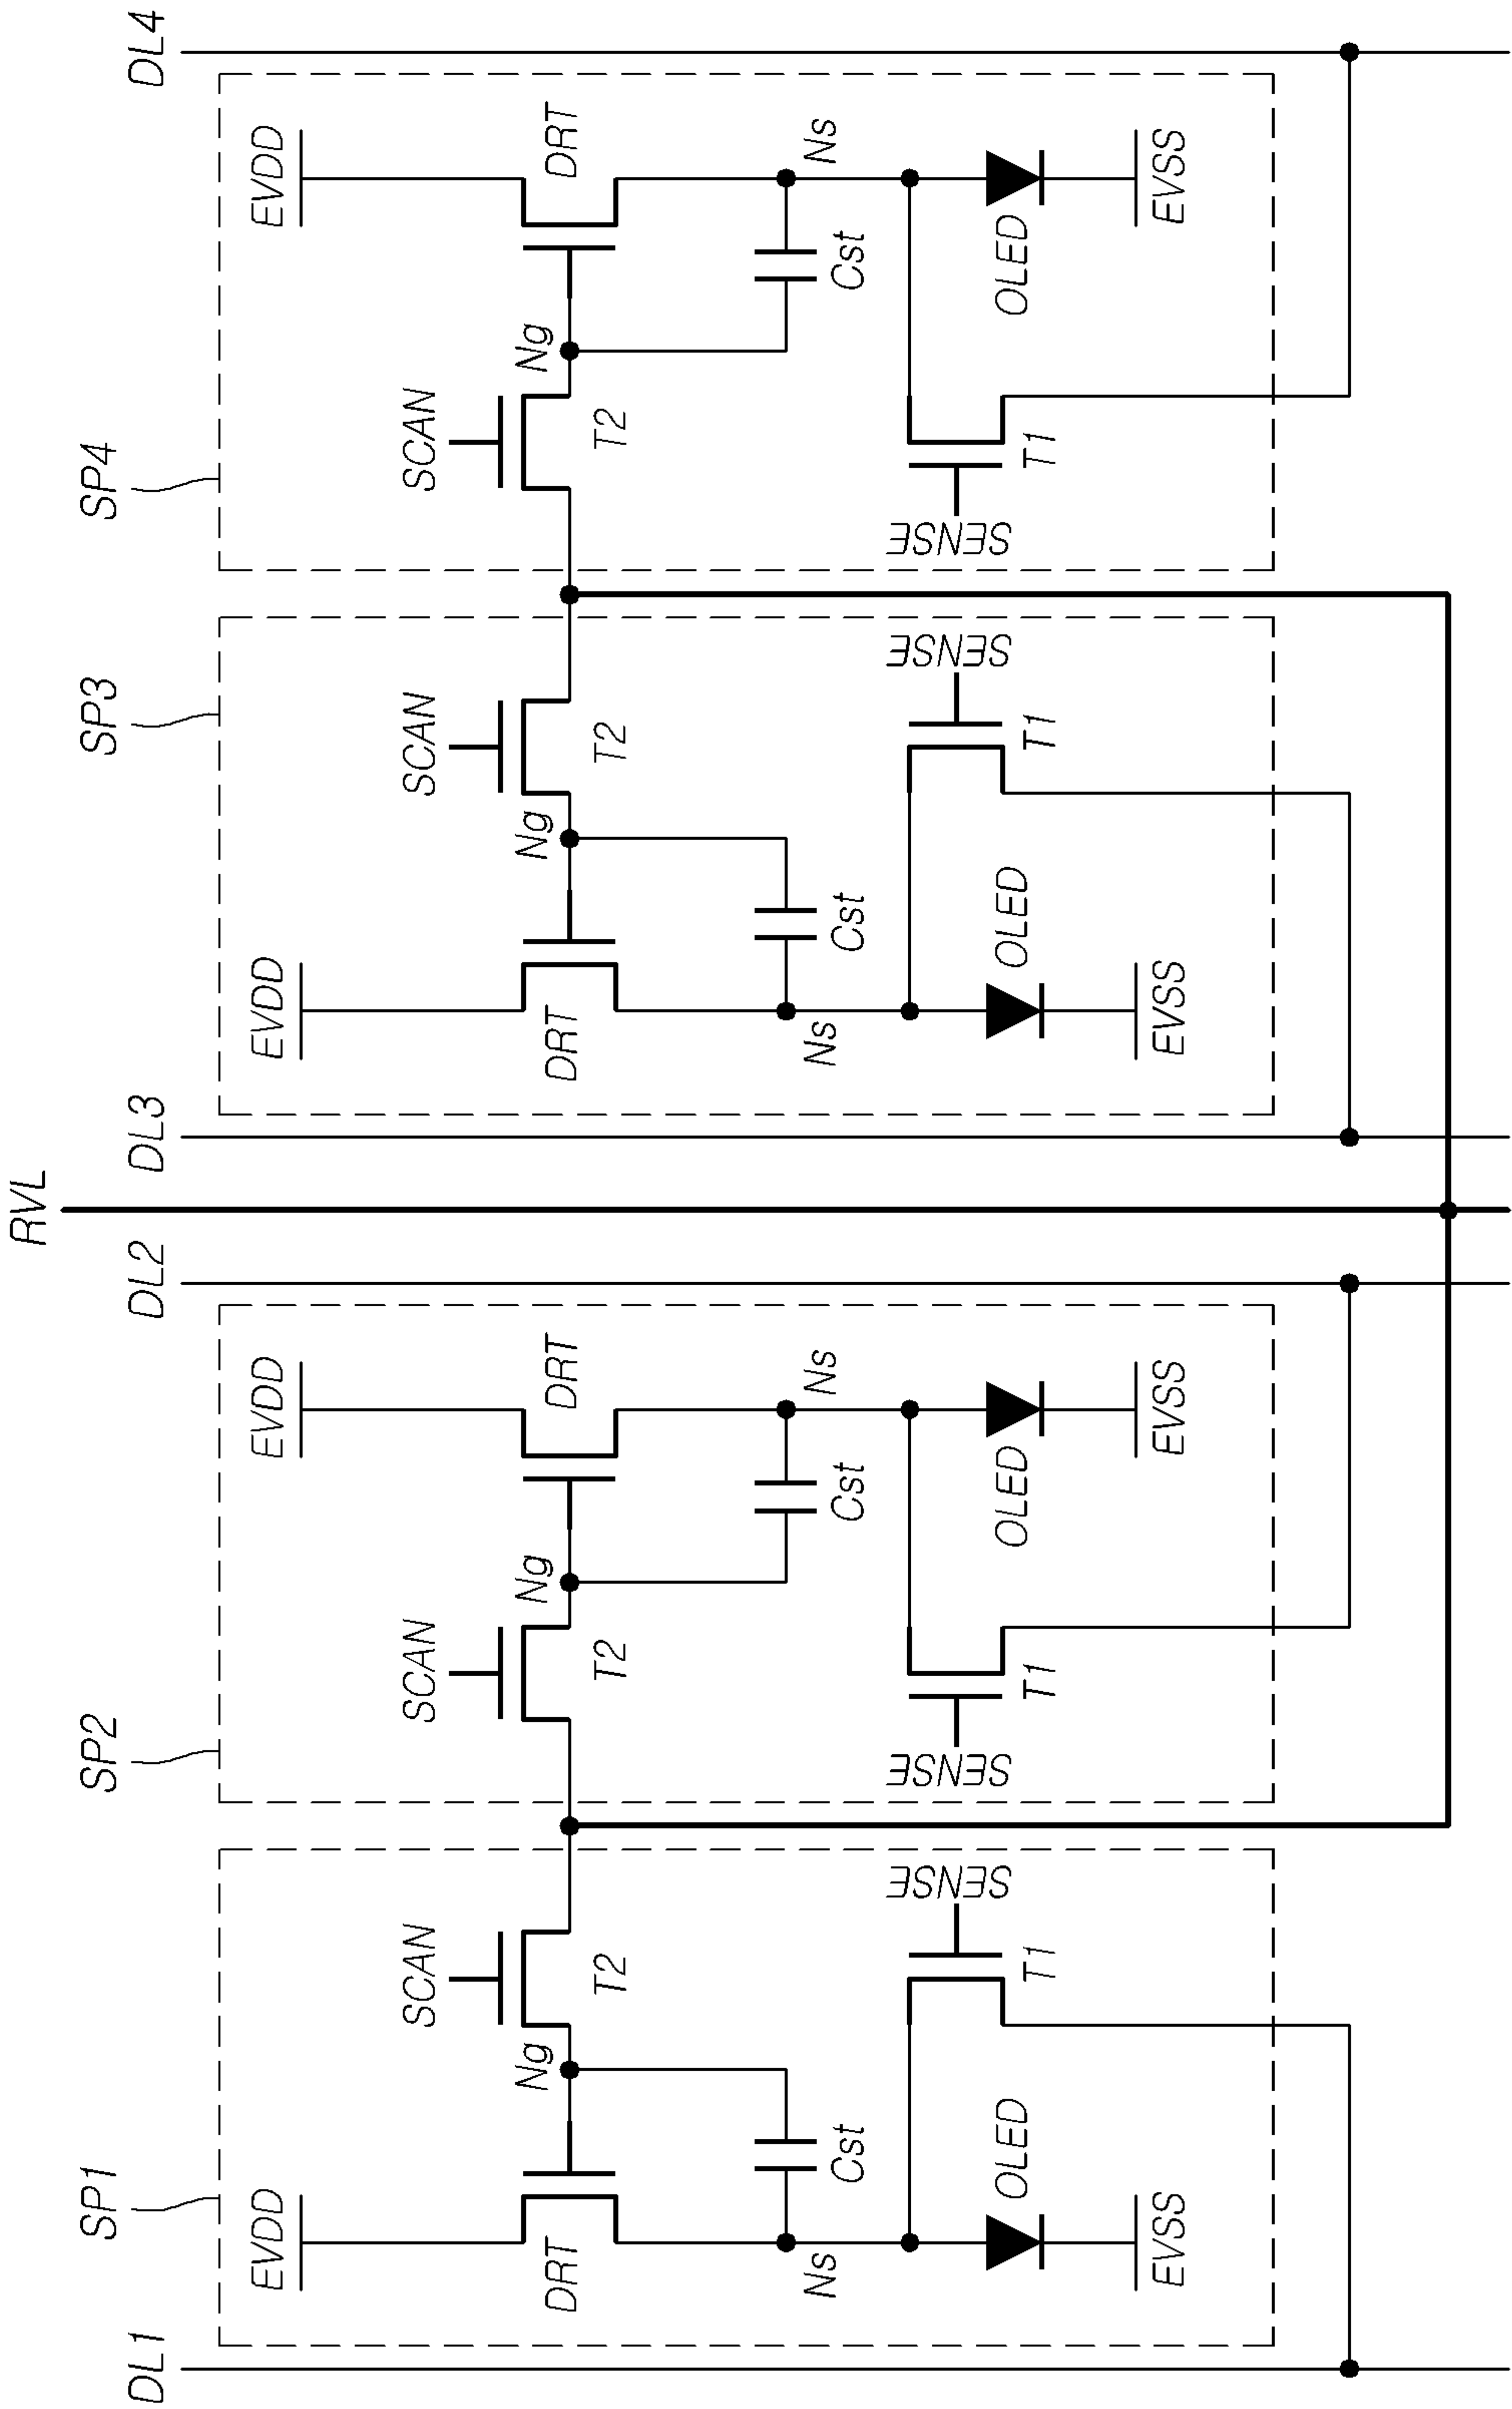 RVL
DL1
DL2
DL3
DL4
SP1
SP2
SP3
SP4
EVDD
EVDD
EVDD
EVDD
SCAN
SCAN
SCAN
SCAN
DRT
Ng
T2
T2
Ng
DRT
DRT
Ng
T2
T2
Ng
DRT
Ns
Cst
Cst
Ns
Ns
Cst
Cst
Ns
SENSE
SENSE
SENSE
SENSE
OLED
T1
T1
OLED
OLED
T1
T1
OLED
EVSS
EVSS
EVSS
EVSS